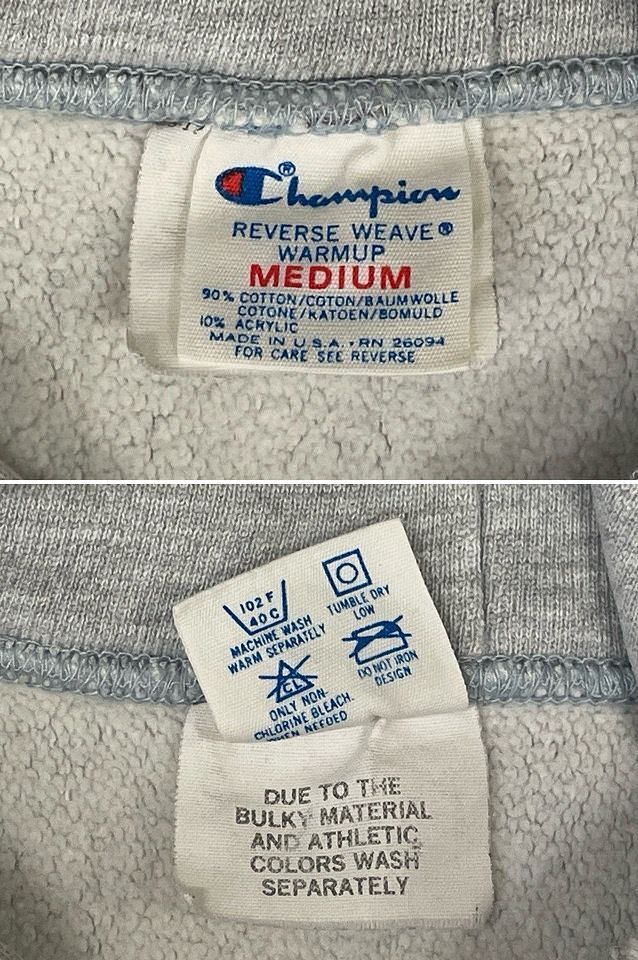 Champion®
REVERSE WEAVE®
WARMUP
MEDIUM
90% COTTON/COTON/BAUMWOLLE
COTONE/KATOEN/BOMULD
10% ACRYLIC
MADE IN U.S.A. · RN 26094
FOR CARE SEE REVERSE
102 F
40 C
MACHINE WASH
WARM SEPARATELY
TUMBLE DRY
LOW
CL
ONLY NON-
CHLORINE BLEACH
WHEN NEEDED
DO NOT IRON
DESIGN
DUE TO THE
BULKY MATERIAL
AND ATHLETIC
COLORS WASH
SEPARATELY